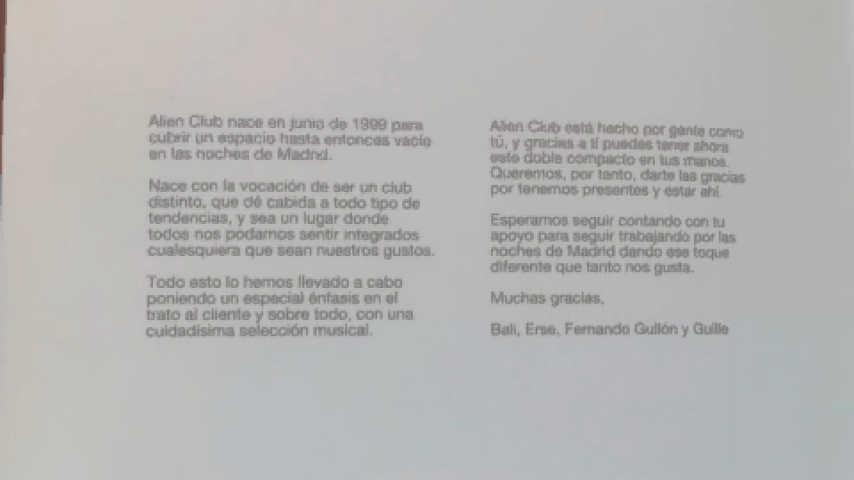 Alien Club nace en junio de 1999 para
cubrir un espacio hasta entonces vacío
en las noches de Madrid.
Nace con la vocación de ser un club
distinto, que dé cabida a todo tipo de
tendencias, y sea un lugar donde
todos nos podamos sentir integrados
cualesquiera que sean nuestros gustos.
Todo esto lo hemos llevado a cabo
poniendo un especial énfasis en el
trato al cliente y sobre todo, con una
cuidadísima selección musical.
Alien Club está hecho por gente como
tú, y gracias a tí puedes tener ahora
este doble compacto en tus manos.
Queremos, por tanto, darte las gracias
por tenernos presentes y estar ahí.
Esperamos seguir contando con tu
apoyo para seguir trabajando por las
noches de Madrid dando ese toque
diferente que tanto nos gusta.
Muchas gracias,
Bali, Erse, Fernando Gullón y Guille